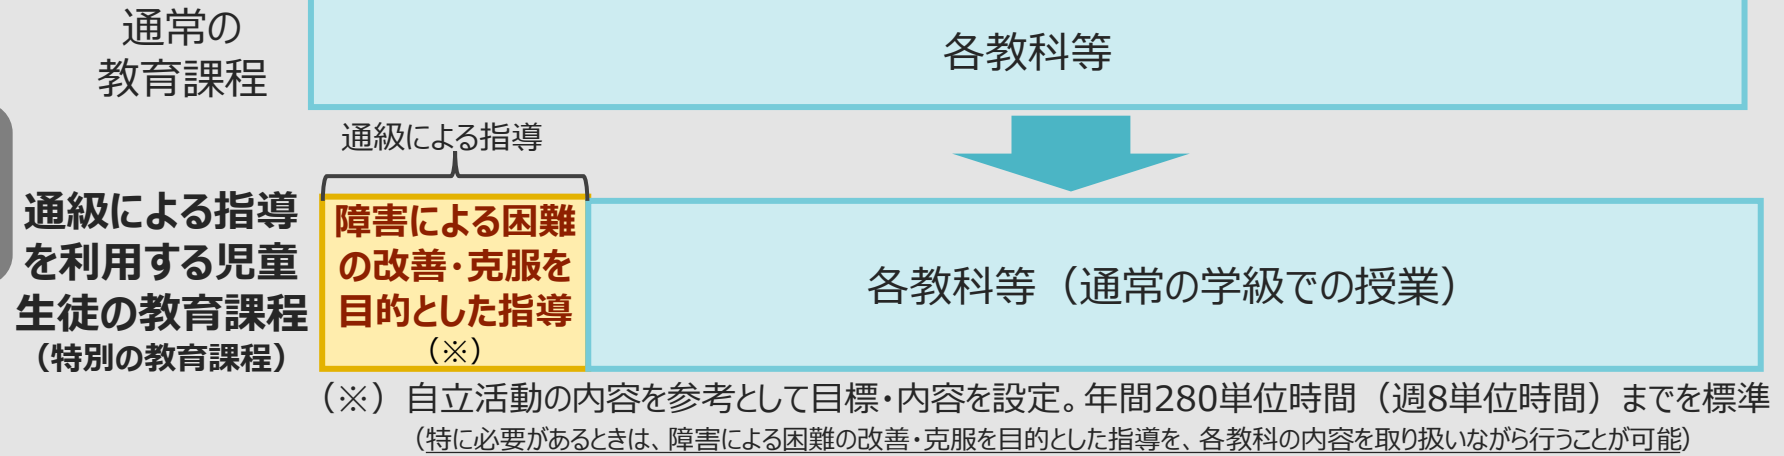 通常の
教育課程
各教科等
通級による指導
通級による指導
を利用する児童
生徒の教育課程
（特別の教育課程）
障害による困難
の改善・克服を
目的とした指導
（※）
各教科等（通常の学級での授業）
（※）自立活動の内容を参考として目標・内容を設定。年間280単位時間（週8単位時間）までを標準
（特に必要があるときは、障害による困難の改善・克服を目的とした指導を、各教科の内容を取り扱いながら行うことが可能）